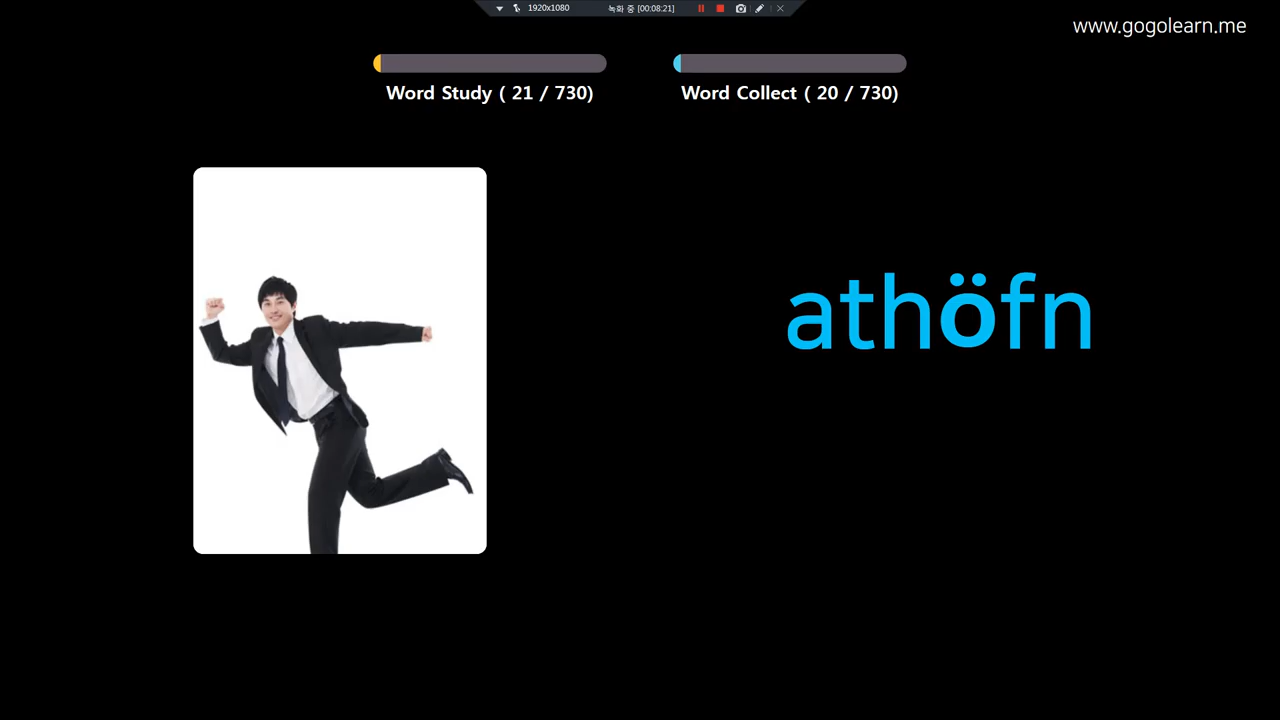 1920x1080 녹화 중 [00:08:21]
www.gogolearn.me
Word Study ( 21 / 730)
Word Collect ( 20 / 730)
athöfn